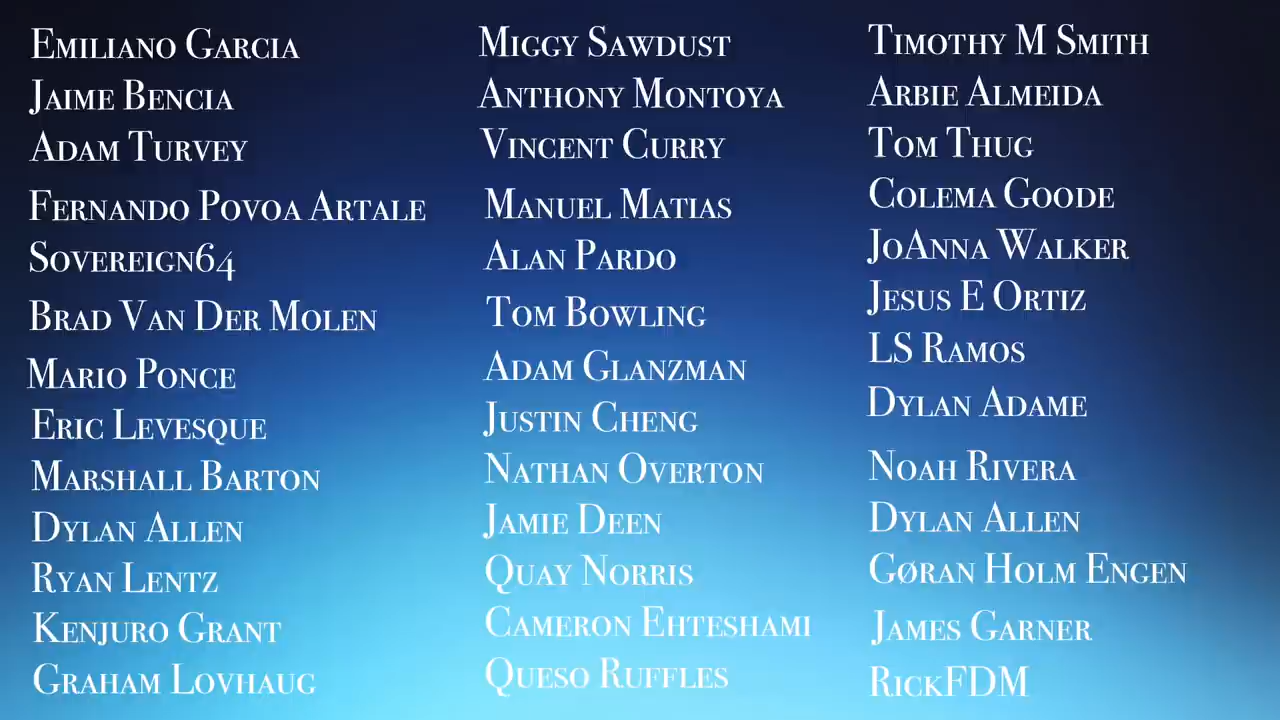 Emiliano Garcia
Jaime Bencia
Adam Turvey
Fernando Povoa Artale
Sovereign64
Brad Van Der Molen
Mario Ponce
Eric Levesque
Marshall Barton
Dylan Allen
Ryan Lentz
Kenjuro Grant
Graham Lovhaug
Miggy Sawdust
Anthony Montoya
Vincent Curry
Manuel Matias
Alan Pardo
Tom Bowling
Adam Glanzman
Justin Cheng
Nathan Overton
Jamie Deen
Quay Norris
Cameron Ehteshami
Queso Ruffles
Timothy M Smith
Arbie Almeida
Tom Thug
Colema Goode
JoAnna Walker
Jesus E Ortiz
LS Ramos
Dylan Adame
Noah Rivera
Dylan Allen
Gøran Holm Engen
James Garner
RickFDM